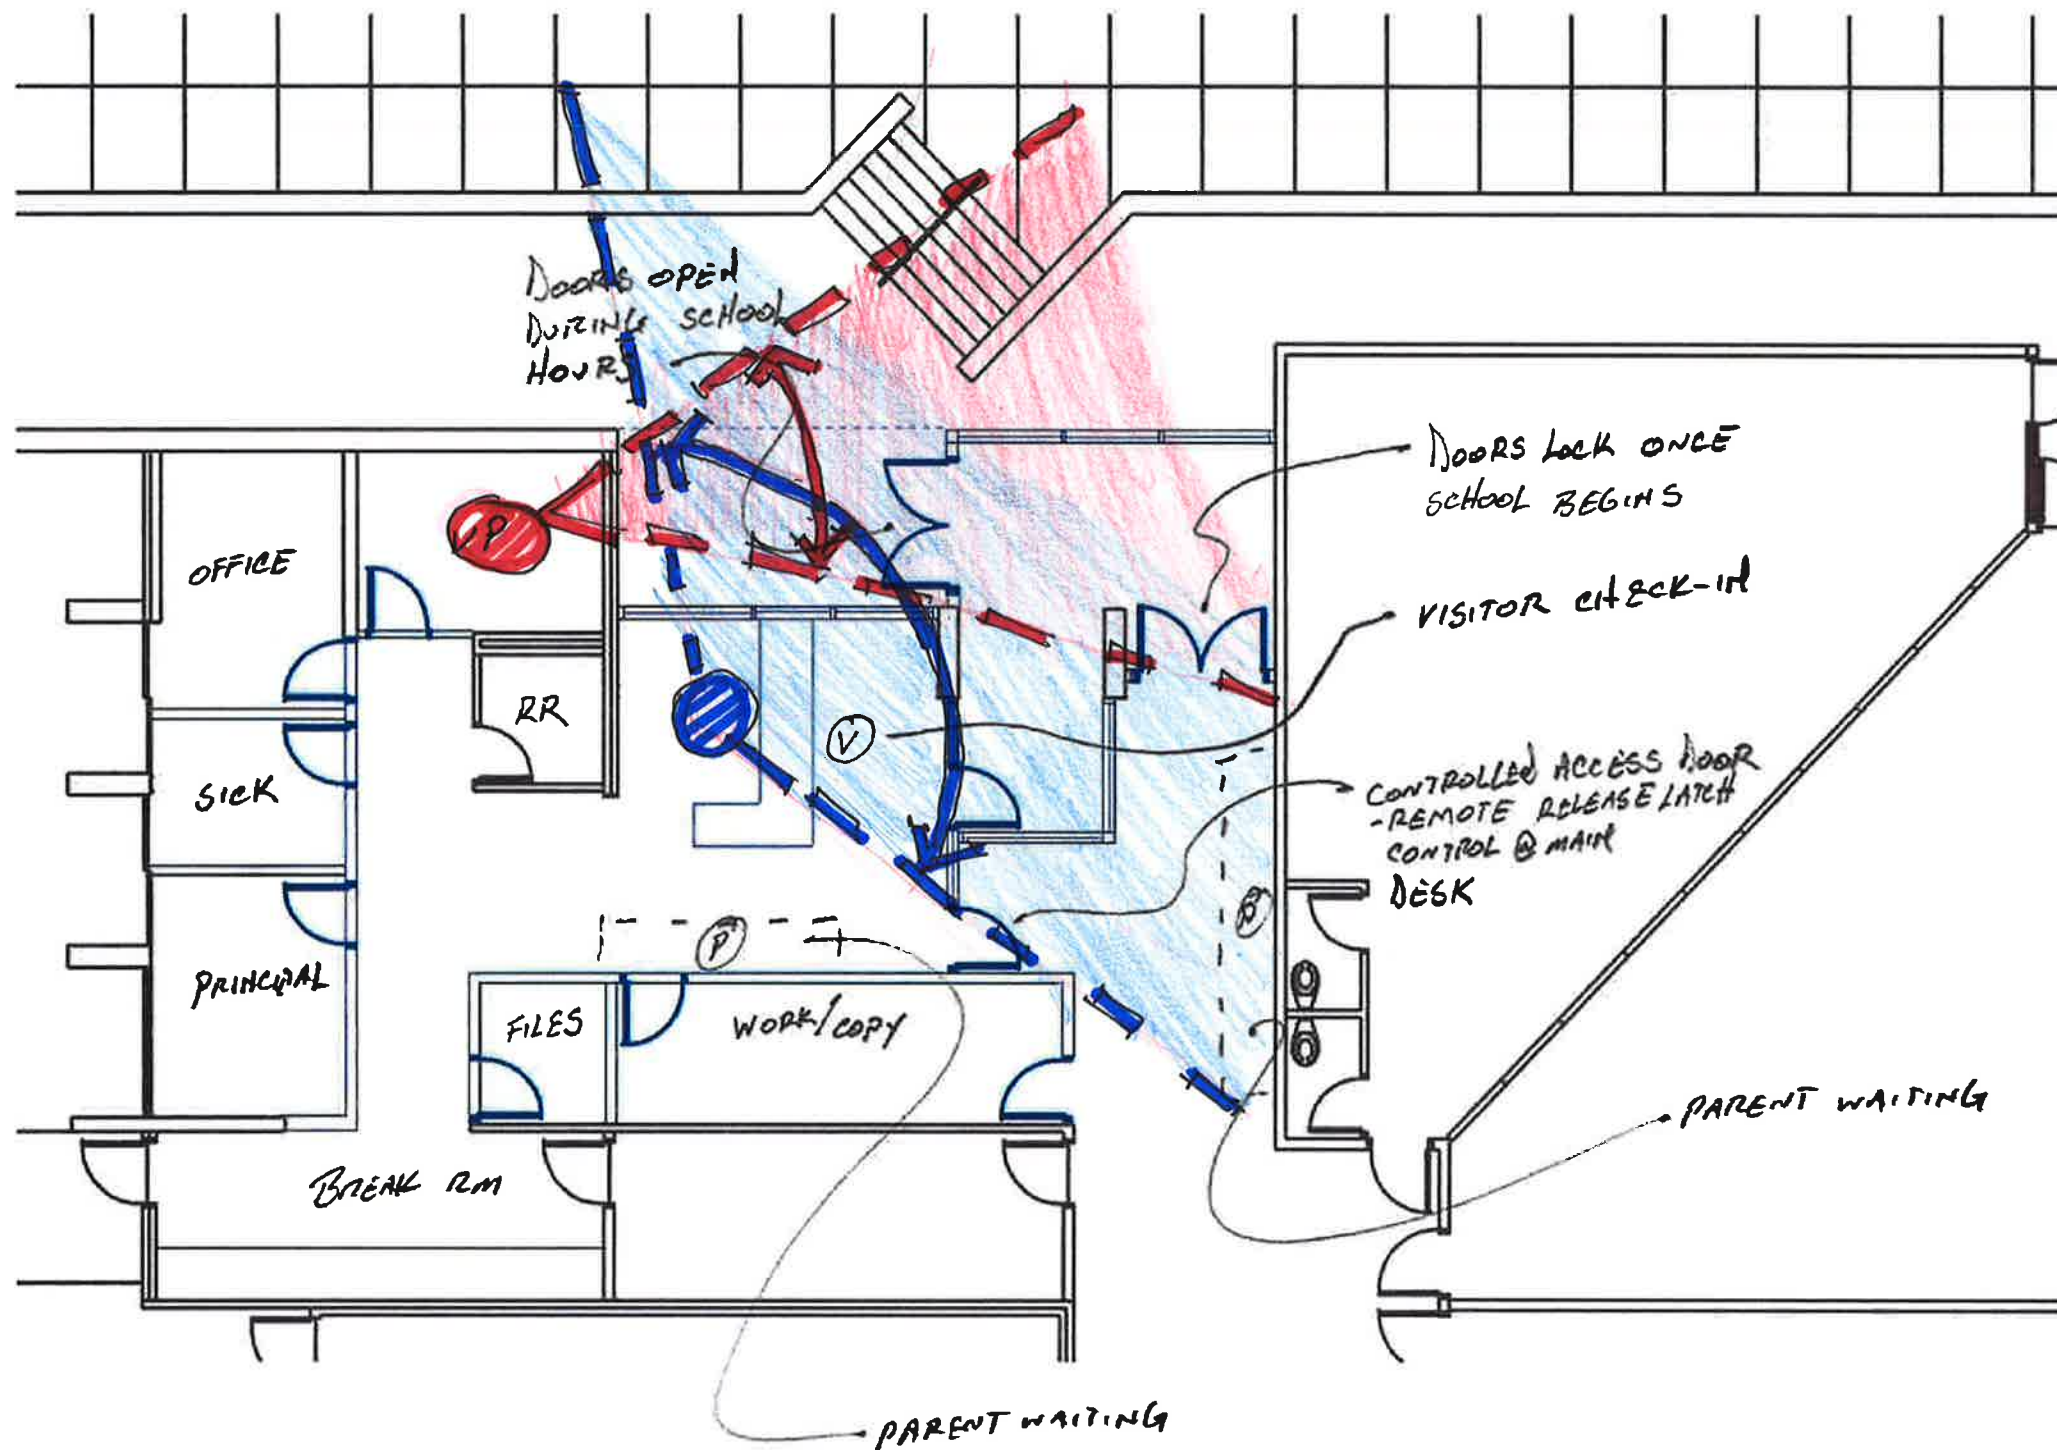 DOORS OPEN
DURING SCHOOL
HOURS
DOORS LOCK ONCE
SCHOOL BEGINS
P
OFFICE
VISITOR CHECK-IN
RR
V
SICK
CONTROLLED ACCESS DOOR
-REMOTE RELEASE LATCH
CONTROL @ MAIN
DESK
P
P
PRINCIPAL
FILES
WORK/COPY
PARENT WAITING
BREAK RM
PARENT WAITING